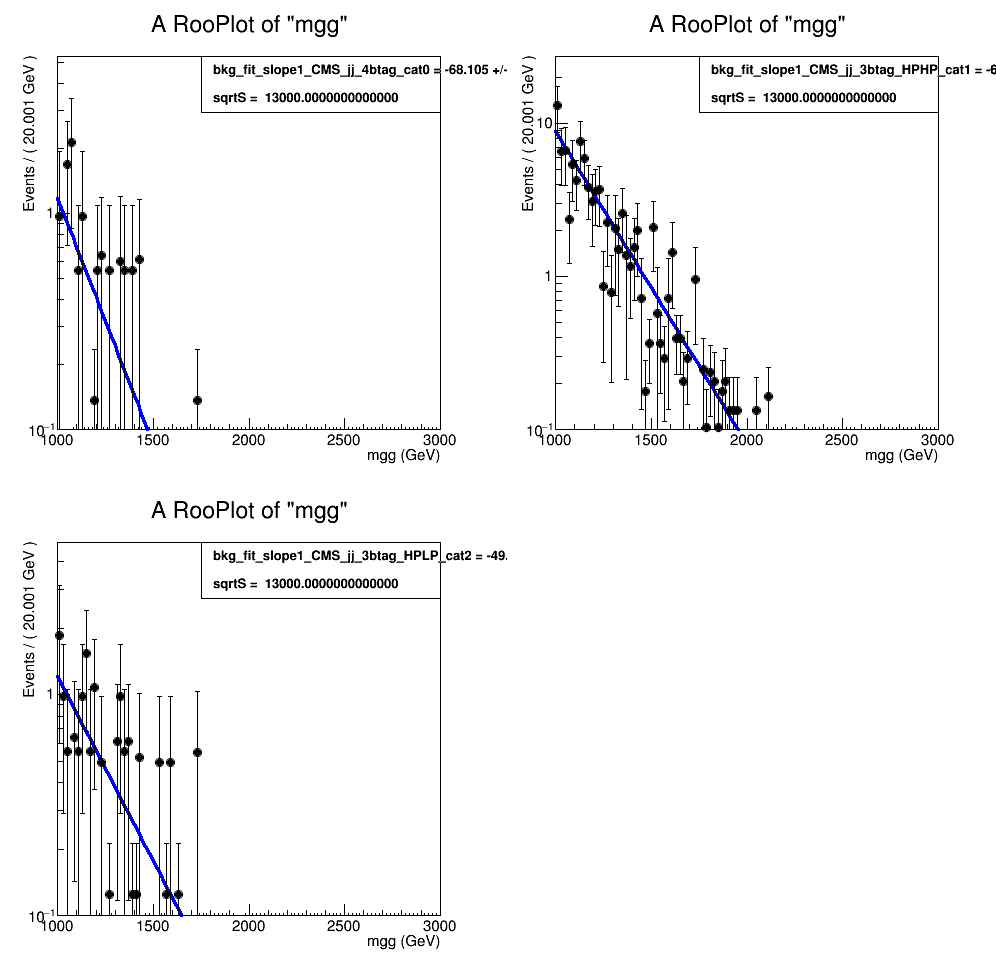 A RooPlot of "mgg"
bkg_fit_slope1_CMS_jj_4btag_cat0 = -68.105 +/-
sqrtS = 13000.0000000000000
Events / ( 20.001 GeV )
1
10⁻¹
1000 1500 2000 2500 3000
mgg (GeV)
A RooPlot of "mgg"
bkg_fit_slope1_CMS_jj_3btag_HPHP_cat1 = -6
sqrtS = 13000.0000000000000
Events / ( 20.001 GeV )
10
1
10⁻¹
1000 1500 2000 2500 3000
mgg (GeV)
A RooPlot of "mgg"
bkg_fit_slope1_CMS_jj_3btag_HPLP_cat2 = -49.
sqrtS = 13000.0000000000000
Events / ( 20.001 GeV )
1
10⁻¹
1000 1500 2000 2500 3000
mgg (GeV)